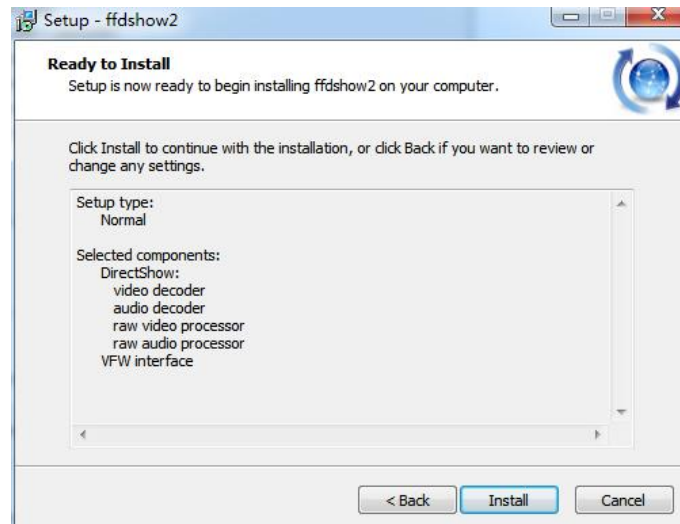 Setup - ffdshow2
Ready to Install
Setup is now ready to begin installing ffdshow2 on your computer.
Click Install to continue with the installation, or click Back if you want to review or
change any settings.
Setup type:
Normal
Selected components:
DirectShow:
video decoder
audio decoder
raw video processor
raw audio processor
VFW interface
< Back
Install
Cancel